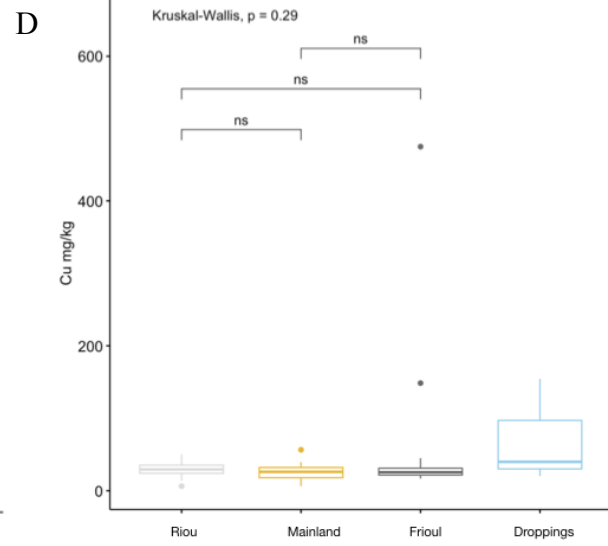 D
Kruskal-Wallis, p = 0.29
ns
ns
ns
600
400
200
0
Cu mg/kg
Riou Mainland Frioul Droppings